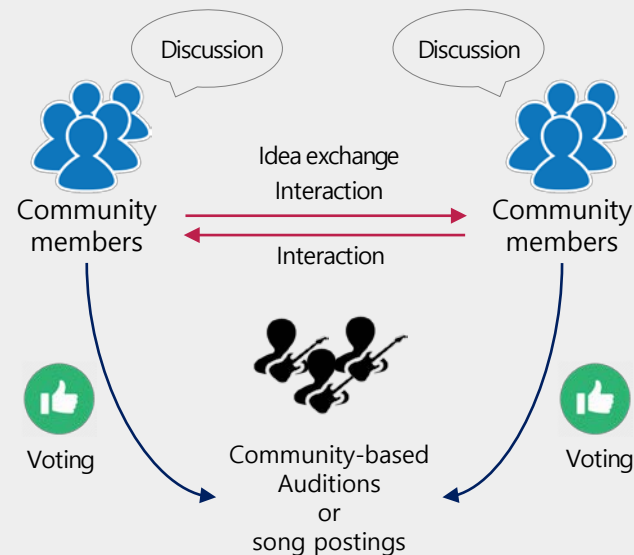 Discussion
Discussion
Idea exchange
Interaction
Community
members
Community
members
Interaction
Voting
Community-based
Auditions
or
song postings
Voting